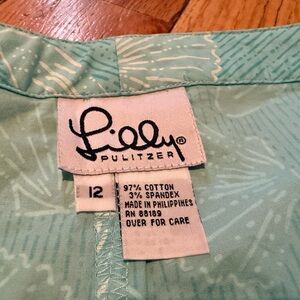 Lilly®
PULITZER
12
97% COTTON
3% SPANDEX
MADE IN PHILIPPINES
RN 88189
OVER FOR CARE